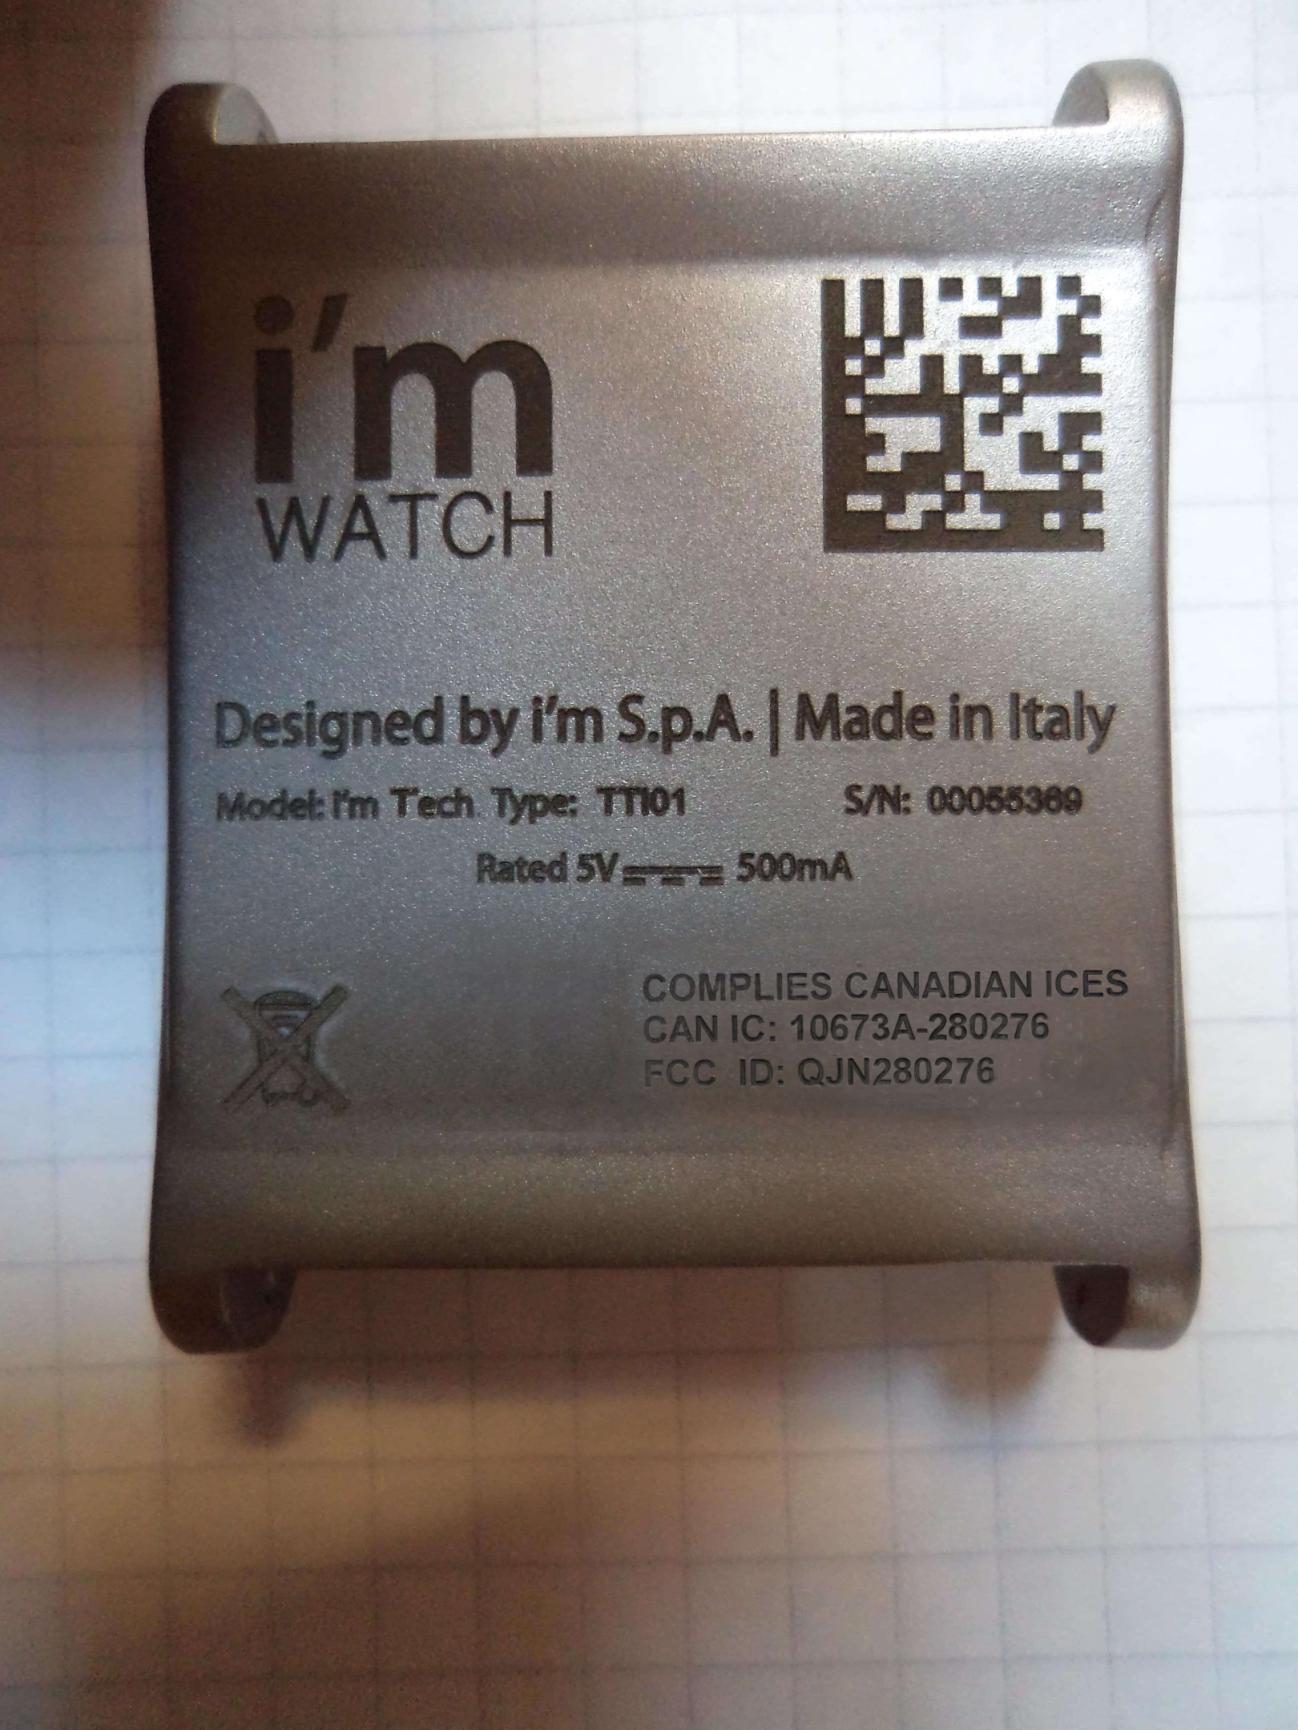 i'm
WATCH
Designed by i'm S.p.A. | Made in Italy
Model: I'm Tech Type: TTI01 S/N: 00055369
Rated 5V 500mA
COMPLIES CANADIAN ICES
CAN IC: 10673A-280276
FCC ID: QJN280276